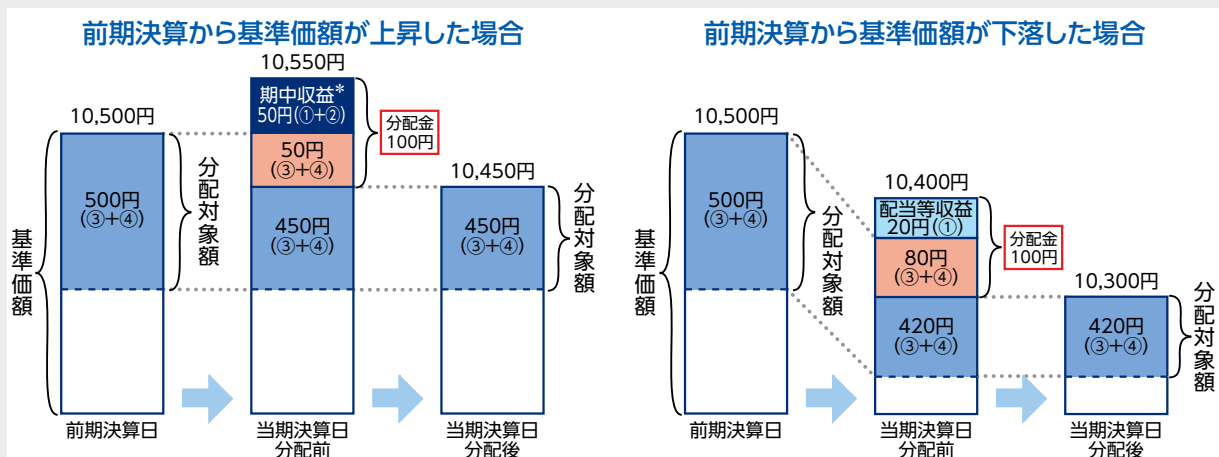 前期決算から基準価額が上昇した場合
10,550円
10,500円
期中収益*
50円(①+②)
分配金
100円
50円
(③+④)
10,450円
500円
(③+④)
分配対象額
450円
(③+④)
450円
(③+④)
分配対象額
基準価額
前期決算日
当期決算日
分配前
当期決算日
分配後
前期決算から基準価額が下落した場合
10,500円
500円
(③+④)
分配対象額
10,400円
配当等収益
20円(①)
分配金
100円
80円
(③+④)
10,300円
420円
(③+④)
420円
(③+④)
分配対象額
基準価額
前期決算日
当期決算日
分配前
当期決算日
分配後